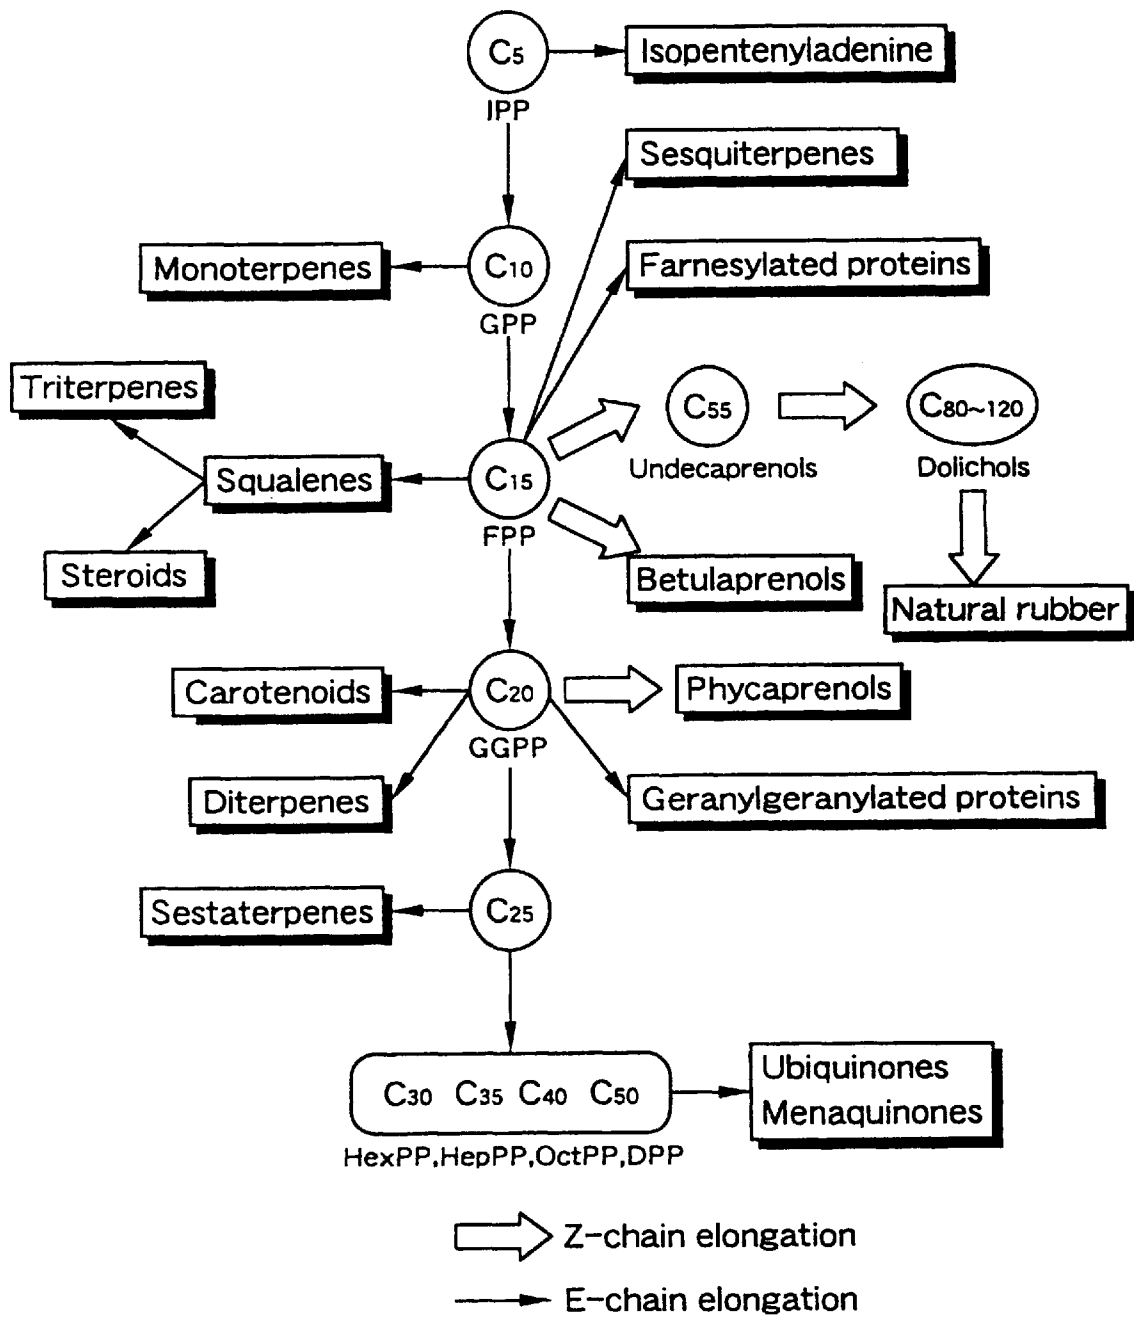 C5
Isopentenyladenine
IPP
Sesquiterpenes
Monoterpenes
C10
Farnesylated proteins
GPP
Triterpenes
C55
C80~120
Undecaprenols
Dolichols
Squalenes
C15
FPP
Steroids
Betulaprenols
Natural rubber
Carotenoids
C20
Phycaprenols
GGPP
Diterpenes
Geranylgeranylated proteins
Sestaterpenes
C25
C30 C35 C40 C50
Ubiquinones
Menaquinones
HexPP,HepPP,OctPP,DPP
Z-chain elongation
E-chain elongation